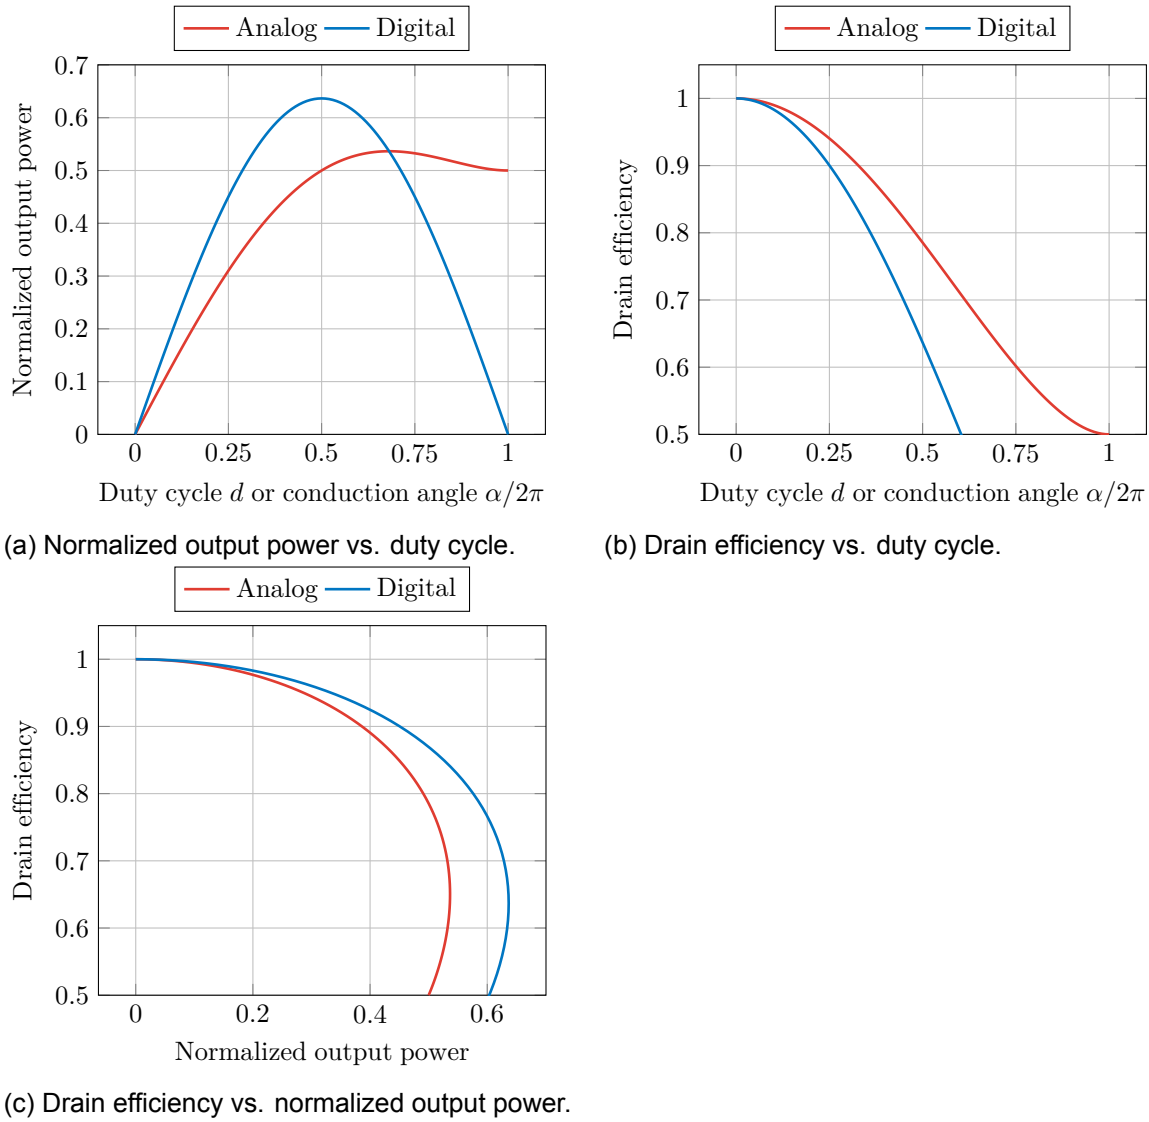 Analog Digital
0.7
0.6
0.5
0.4
0.3
0.2
0.1
0
Normalized output power
0 0.25 0.5 0.75 1
Duty cycle d or conduction angle α/2π
(a) Normalized output power vs. duty cycle.
Analog Digital
1
0.9
0.8
0.7
0.6
0.5
Drain efficiency
0 0.25 0.5 0.75 1
Duty cycle d or conduction angle α/2π
(b) Drain efficiency vs. duty cycle.
Analog Digital
1
0.9
0.8
0.7
0.6
0.5
Drain efficiency
0 0.2 0.4 0.6
Normalized output power
(c) Drain efficiency vs. normalized output power.